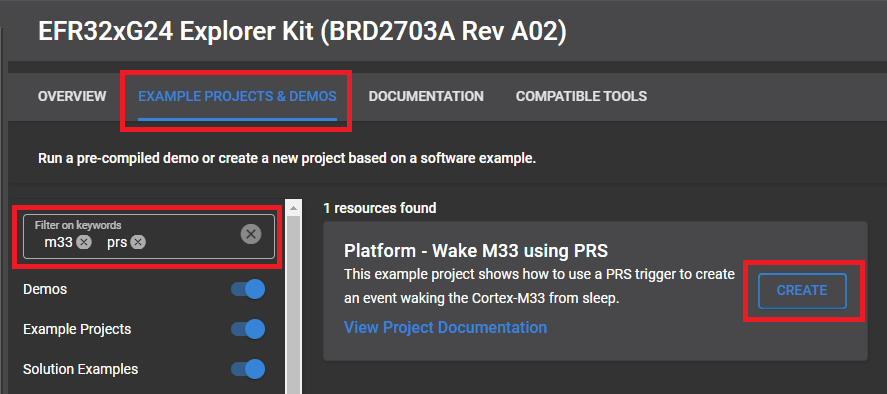 EFR32xG24 Explorer Kit (BRD2703A Rev A02)
OVERVIEW EXAMPLE PROJECTS & DEMOS DOCUMENTATION COMPATIBLE TOOLS
Run a pre-compiled demo or create a new project based on a software example.
Filter on keywords
m33 prs
Demos
Example Projects
Solution Examples
1 resources found
Platform - Wake M33 using PRS
This example project shows how to use a PRS trigger to create
an event waking the Cortex-M33 from sleep.
View Project Documentation
CREATE